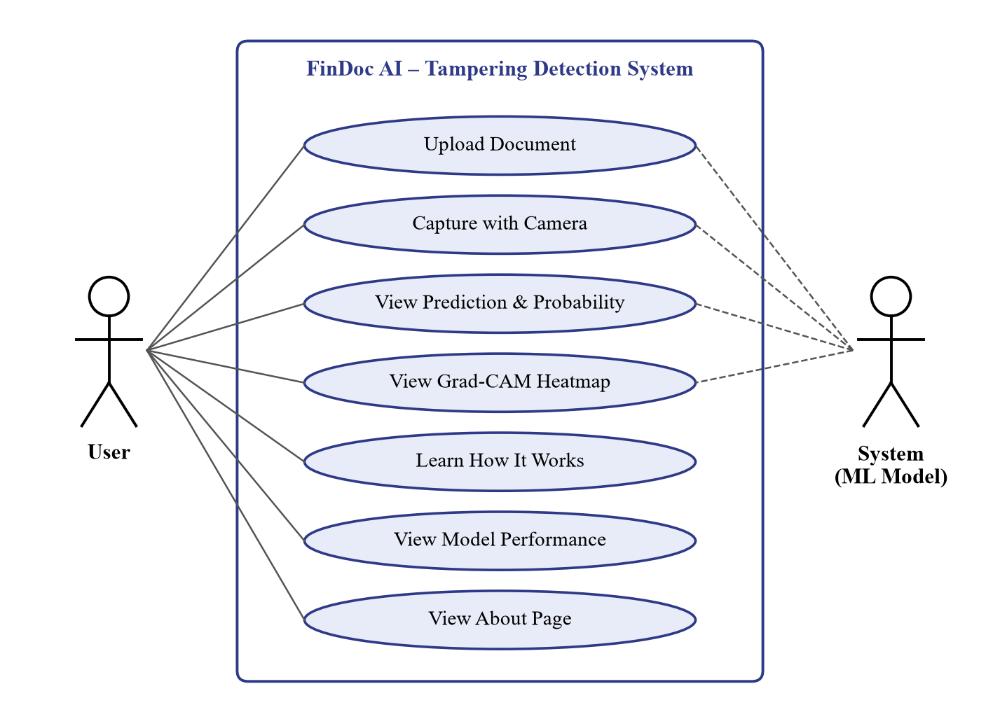 FinDoc AI – Tampering Detection System
Upload Document
Capture with Camera
View Prediction & Probability
View Grad-CAM Heatmap
Learn How It Works
View Model Performance
View About Page
User
System
(ML Model)